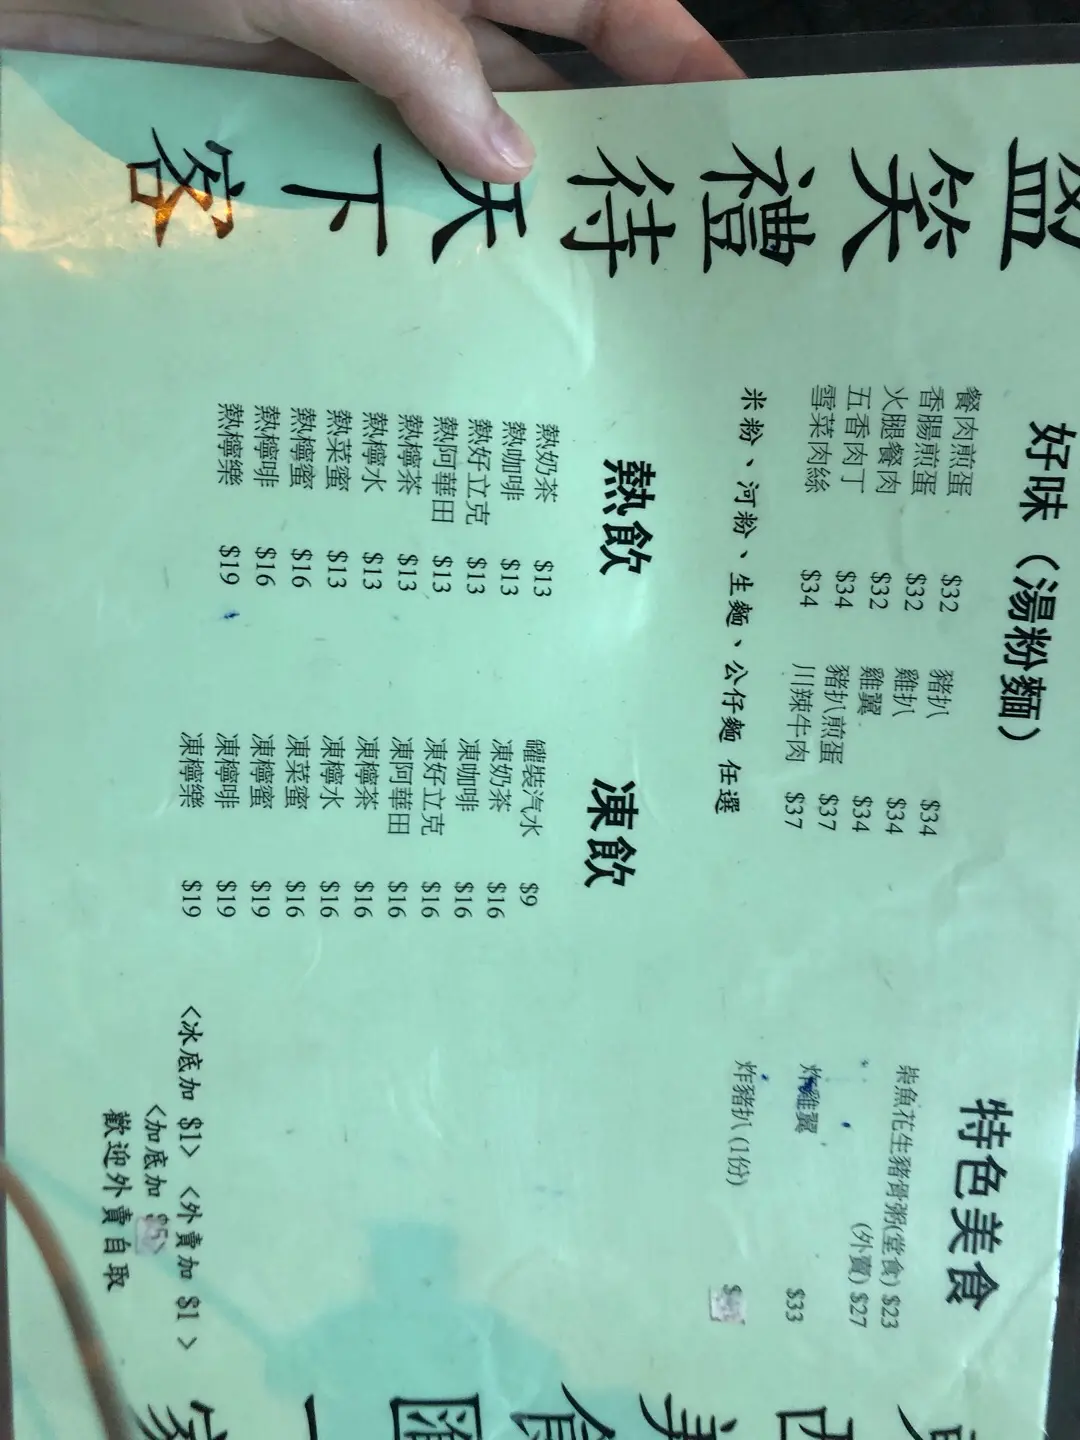 盈笑禮待天下客
好味（湯粉麵）
餐肉煎蛋 $32 豬扒 $34
香腸煎蛋 $32 雞扒 $34
火腿餐肉 $32 雞翼 $34
五香肉丁 $34 豬扒煎蛋 $37
雪菜肉絲 $34 川辣牛肉 $37
米粉、河粉、生麵、公仔麵 任選
特色美食
柴魚花生豬骨粥(堂食) $23
(外賣) $27
炸雞翼 $33
炸豬扒 (1份)
熱飲
熱奶茶 $13
熱咖啡 $13
熱好立克 $13
熱阿華田 $13
熱檸茶 $13
熱檸水 $13
熱菜蜜 $13
熱檸蜜 $16
熱檸啡 $16
熱檸樂 $19
凍飲
罐裝汽水 $9
凍奶茶 $16
凍咖啡 $16
凍好立克 $16
凍阿華田 $16
凍檸茶 $16
凍檸水 $16
凍菜蜜 $16
凍檸蜜 $19
凍檸啡 $19
凍檸樂 $19
<冰底加 $1> <外賣加 $1 >
<加底加 $5>
歡迎外賣自取
美食匯一家